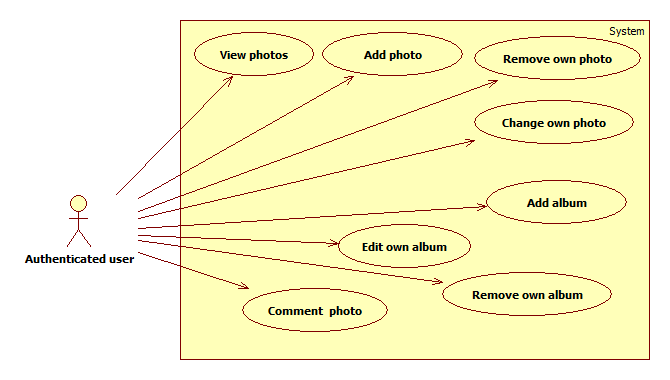 System
View photos
Add photo
Remove own photo
Change own photo
Add album
Edit own album
Authenticated user
Remove own album
Comment  photo